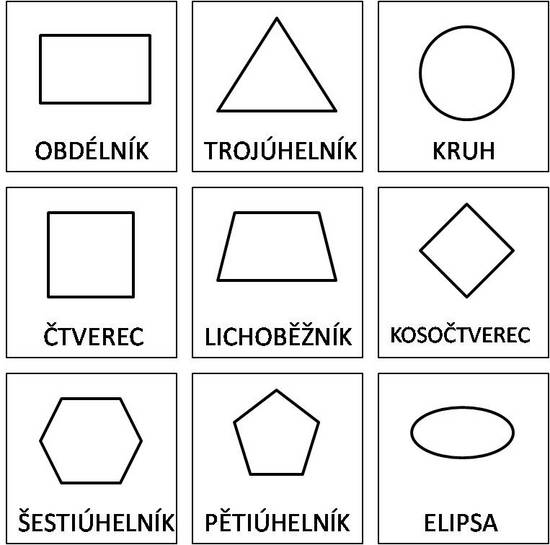 OBDÉLNÍK
TROJÚHELNÍK
KRUH
ČTVEREC
LICHOBĚŽNÍK
KOSOČTVEREC
ŠESTIÚHELNÍK
PĚTIÚHELNÍK
ELIPSA